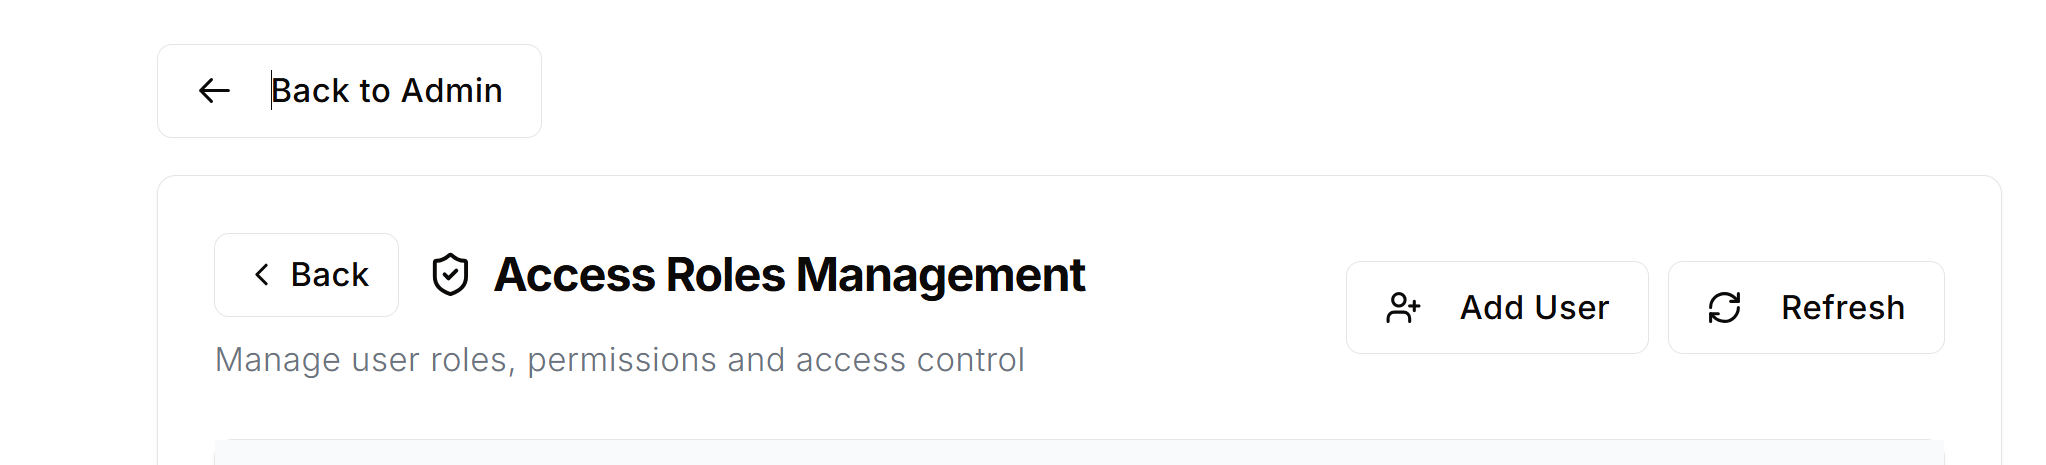 Back to Admin
Back
Access Roles Management
Add User
Refresh
Manage user roles, permissions and access control